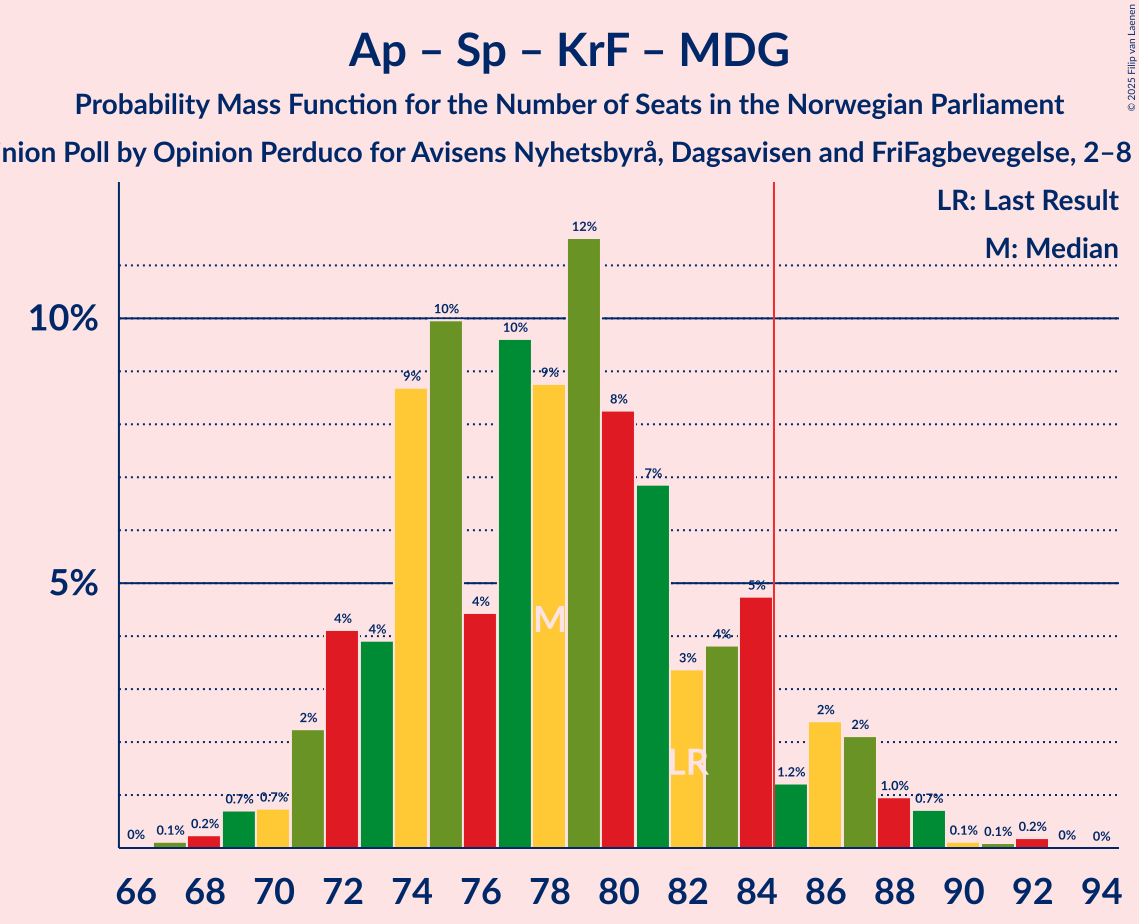 © 2025 Filip van Laenen
Ap – Sp – KrF – MDG
Probability Mass Function for the Number of Seats in the Norwegian Parliament
nion Poll by Opinion Perduco for Avisens Nyhetsbyrå, Dagsavisen and FriFagbevegelse, 2–8
LR: Last Result
M: Median
10%
5%
0% 0.1% 0.2% 0.7% 0.7% 2% 4% 4% 9% 10% 4% 10% 9% 12% 8% 7% 3% 4% 5% 1.2% 2% 2% 1.0% 0.7% 0.1% 0.1% 0.2% 0% 0%
M
LR
66 68 70 72 74 76 78 80 82 84 86 88 90 92 94